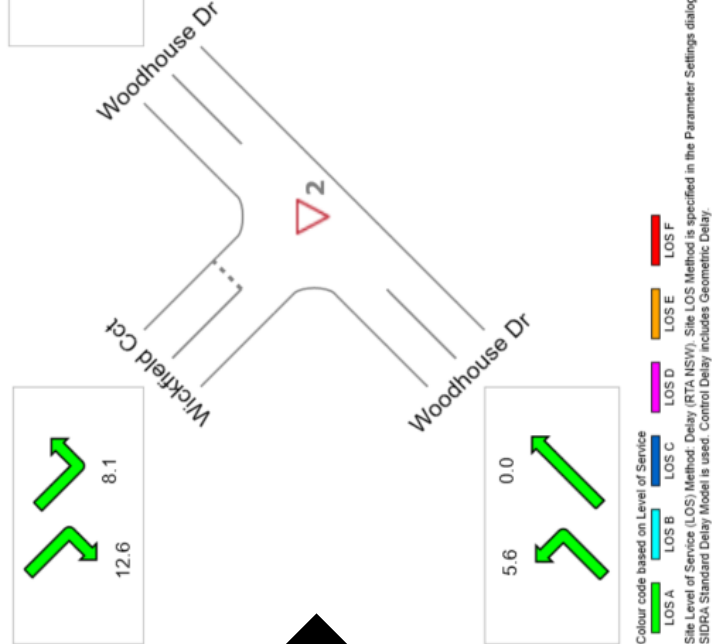 Woodhouse Dr
2
Wickfield Cct
Woodhouse Dr
8.1
12.6
0.0
5.6
Colour code based on Level of Service
LOS A
LOS B
LOS C
LOS D
LOS E
LOS F
Site Level of Service (LOS) Method: Delay (RTA NSW). Site LOS Method is specified in the Parameter Settings dialog
SIDRA Standard Delay Model is used. Control Delay includes Geometric Delay.